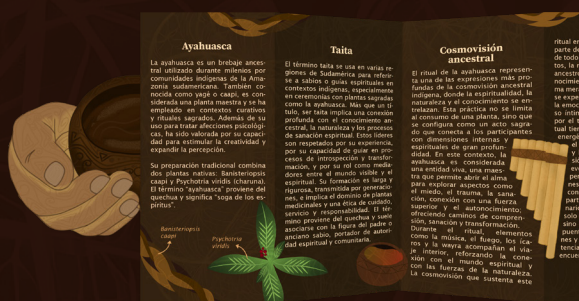 Ayahuasca
La ayahuasca es un brebaje ances-
tral utilizado durante milenios por
comunidades indígenas de la Ama-
zonía sudamericana. También co-
nocida como yagé o caapi, es con-
siderada una planta maestra y se ha
empleado en contextos curativos
y rituales sagrados. Además de su
uso para tratar afecciones psicológi-
cas, ha sido valorada por su capaci-
dad para estimular la creatividad y
expandir la percepción.
Su preparación tradicional combina
dos plantas nativas: Banisteriopsis
caapi y Psychotria viridis (charuna).
El término "ayahuasca" proviene del
quechua y significa "soga de los es-
píritus".
Banisteriopsis
caapi
Psychotria
viridis
Taita
El término taita se usa en varias re-
giones de Sudamérica para referir-
se a sabios o guías espirituales en
contextos indígenas, especialmente
en ceremonias con plantas sagradas
como la ayahuasca. Más que un tí-
tulo, ser taita implica una conexión
profunda con el conocimiento an-
cestral, la naturaleza y los procesos
de sanación espiritual. Estos líderes
son respetados por su experiencia,
por su capacidad de guiar en pro-
cesos de introspección y transfor-
mación, y por su rol como media-
dores entre el mundo visible y el
espiritual. Su formación es larga y
rigurosa, transmitida por generacio-
nes, e implica el dominio de plantas
medicinales y una ética de cuidado,
servicio y responsabilidad. El tér-
mino proviene del quechua y suele
asociarse con la figura del padre o
anciano sabio, portador de autori-
dad espiritual y comunitaria.
Cosmovisión
ancestral
El ritual de la ayahuasca represen-
ta una de las expresiones más pro-
fundas de la cosmovisión ancestral
indígena, donde la espiritualidad, la
naturaleza y el conocimiento se en-
trelazan. Esta práctica no se limita
al consumo de una planta, sino que
se configura como un acto sagra-
do que conecta a los participantes
con dimensiones internas y
espirituales de gran profun-
didad. En este contexto, la
ayahuasca es considerada
una entidad viva, una maes-
tra que permite abrir el alma
para explorar aspectos como
el miedo, el trauma, la sana-
ción, conexión con una fuerza
superior y el autonocimiento;
ofreciendo caminos de compren-
sión, sanación y transformación.
Durante el ritual, elementos
como la música, el fuego, los íca-
ros y la wayra acompañan el via-
je interior, reforzando la cone-
xión con el mundo espiritual y
con las fuerzas de la naturaleza.
La cosmovisión que sustenta este